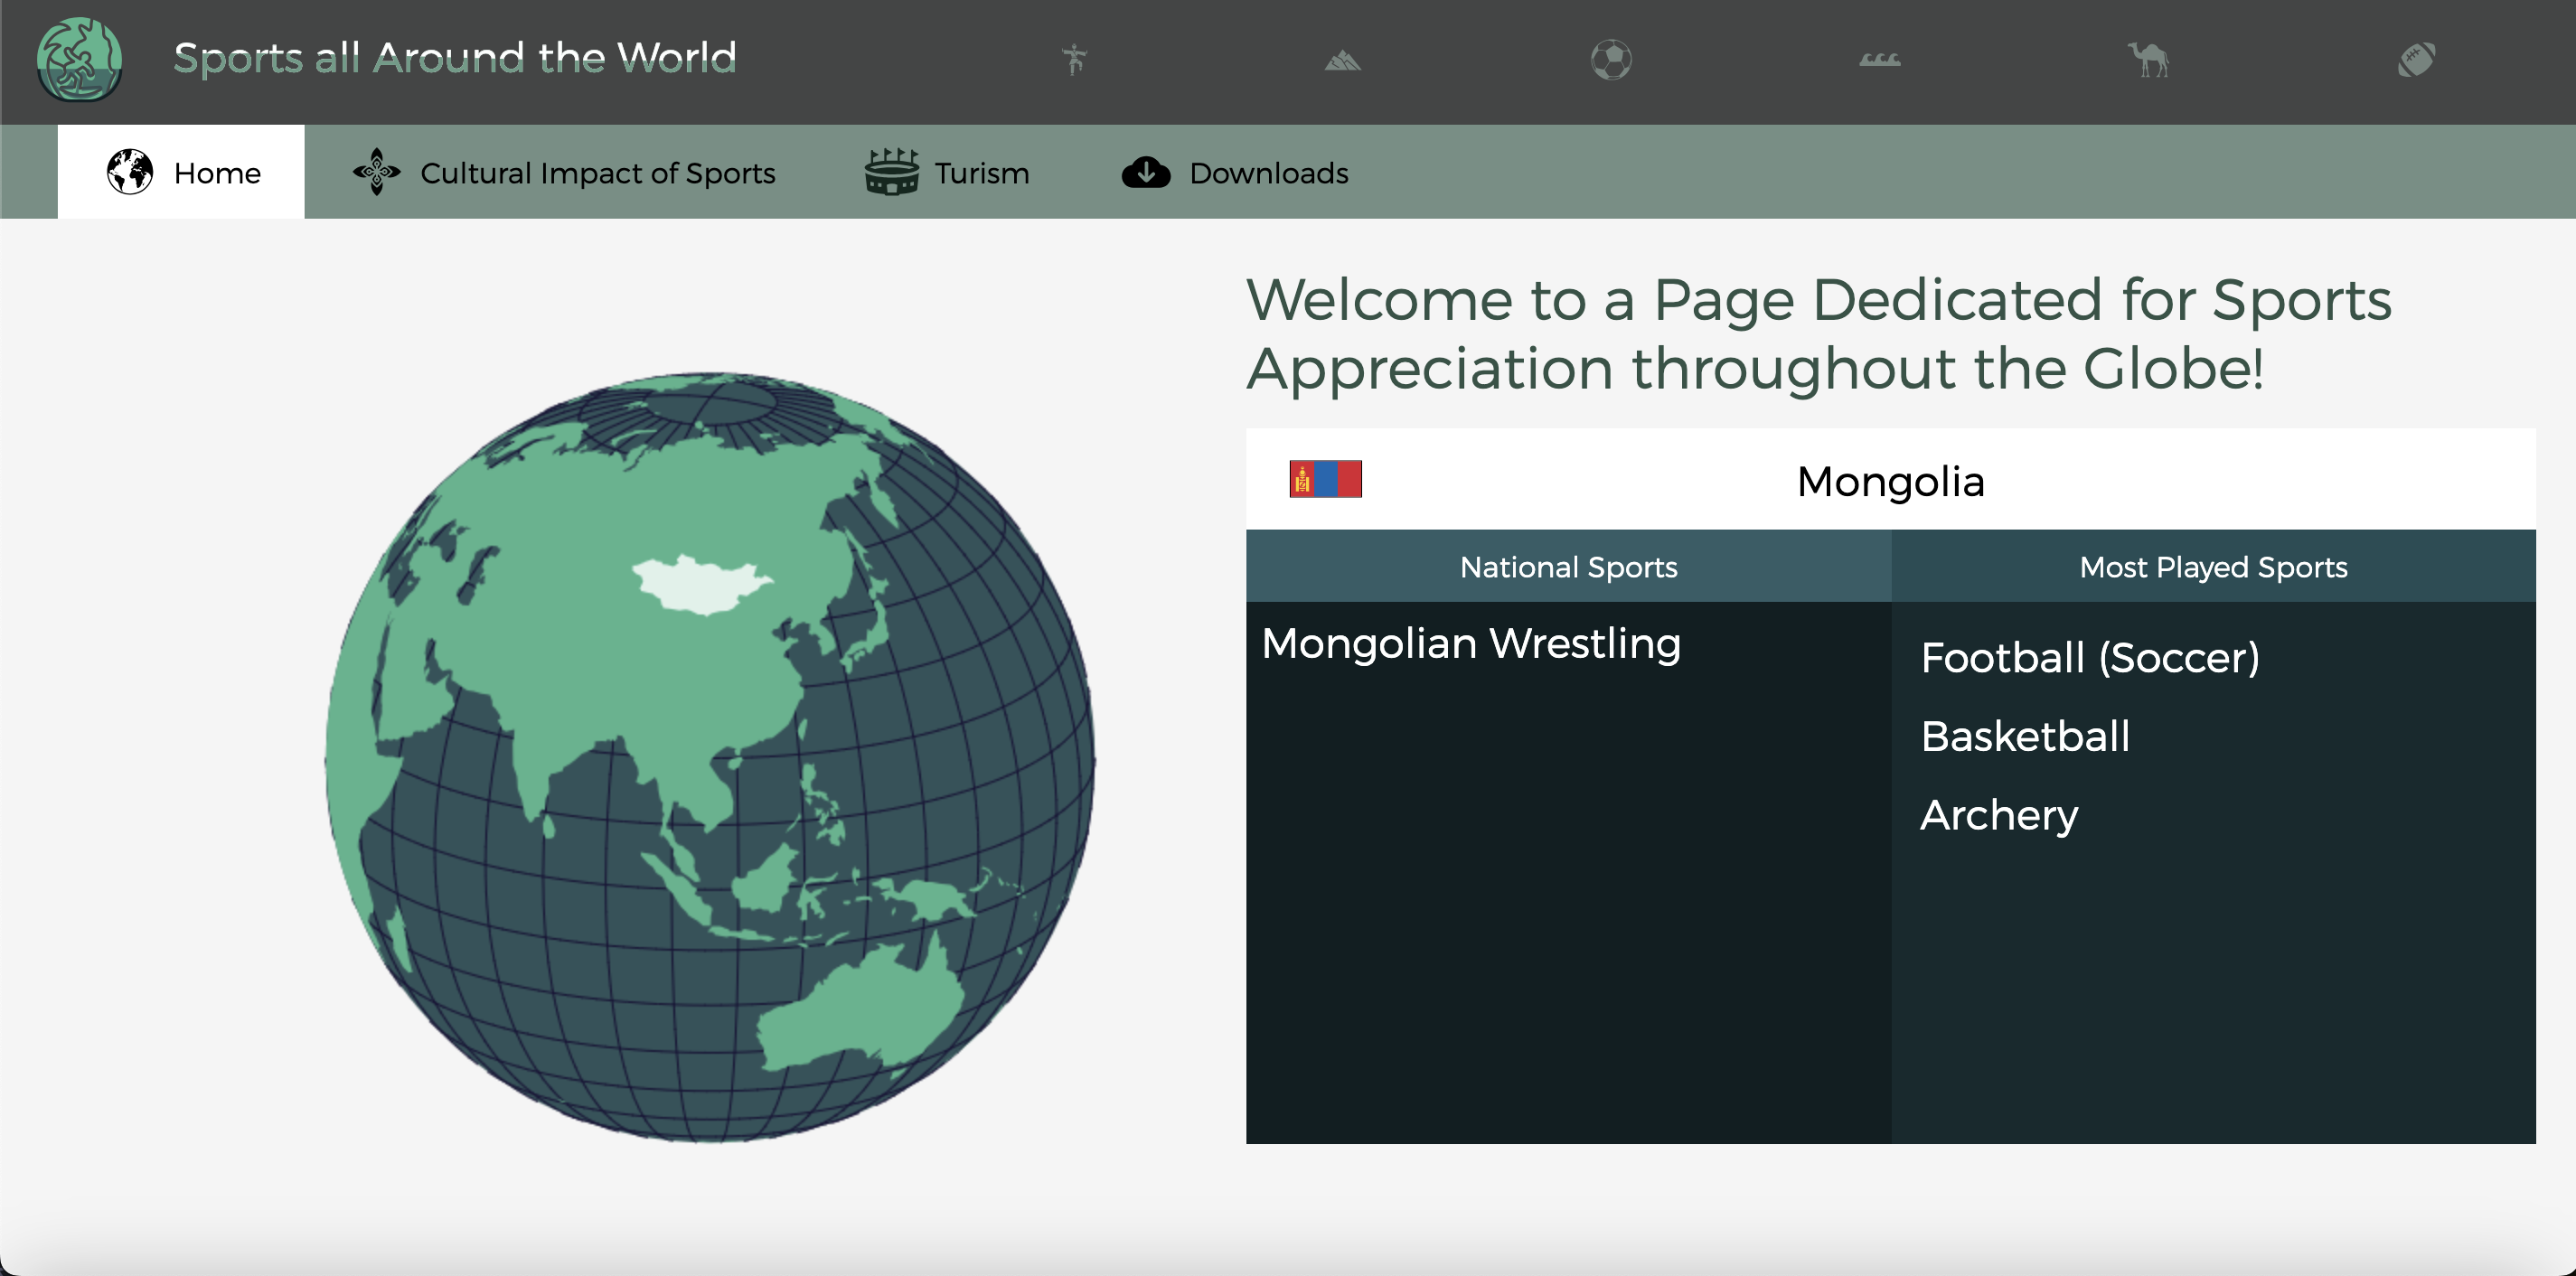 Sports all Around the World
Home
Cultural Impact of Sports
Turism
Downloads
Welcome to a Page Dedicated for Sports
Appreciation throughout the Globe!
Mongolia
National Sports
Most Played Sports
Mongolian Wrestling
Football (Soccer)
Basketball
Archery